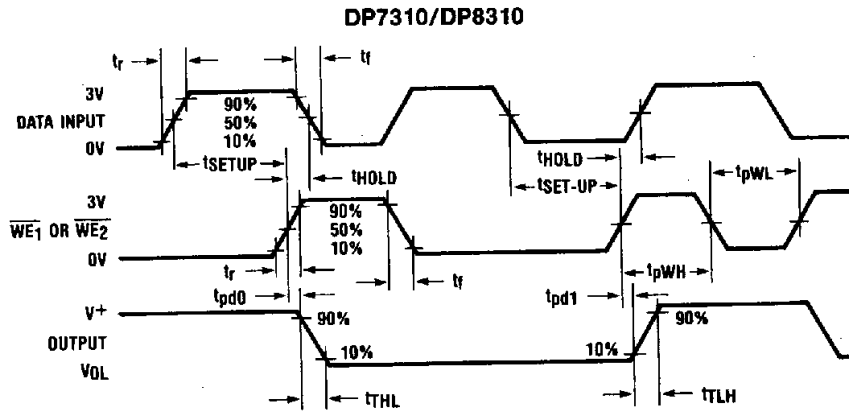 DP7310/DP8310
tr
tf
3V
90%
DATA INPUT
50%
0V
10%
tSETUP
tHOLD
tHOLD
tSET-UP
tpWL
3V
90%
WE1 OR WE2
50%
0V
10%
tr
tf
tpWH
tpd0
tpd1
V+
90%
90%
OUTPUT
10%
10%
VOL
tTHL
tTLH